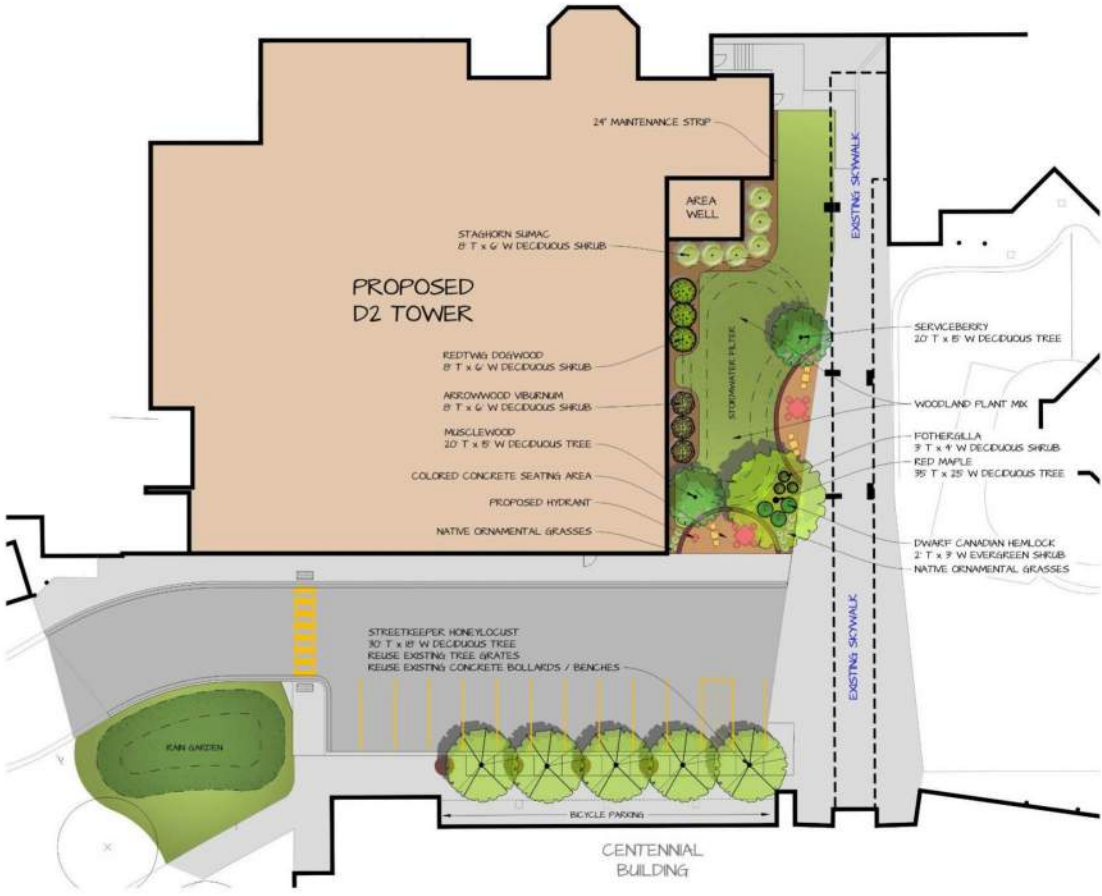 24" MAINTENANCE STRIP
AREA
WELL
EXISTING SKYWALK
STAGHORN SUMAC
8' T x 6' W DECIDUOUS SHRUB
PROPOSED
D2 TOWER
STORMWATER FILTER
SERVICEBERRY
20' T x 15' W DECIDUOUS TREE
REDTWIG DOGWOOD
8' T x 6' W DECIDUOUS SHRUB
ARROWWOOD VIBURNUM
8' T x 6' W DECIDUOUS SHRUB
WOODLAND PLANT MIX
MUSCLEWOOD
20' T x 15' W DECIDUOUS TREE
FOTHERGILLA
3' T x 4' W DECIDUOUS SHRUB
RED MAPLE
35' T x 25' W DECIDUOUS TREE
COLORED CONCRETE SEATING AREA
PROPOSED HYDRANT
NATIVE ORNAMENTAL GRASSES
DWARF CANADIAN HEMLOCK
2' T x 3' W EVERGREEN SHRUB
NATIVE ORNAMENTAL GRASSES
EXISTING SKYWALK
STREETKEEPER HONEYLOCUST
30' T x 18' W DECIDUOUS TREE
REUSE EXISTING TREE GRATES
REUSE EXISTING CONCRETE BOLLARDS / BENCHES
RAIN GARDEN
BICYCLE PARKING
CENTENNIAL
BUILDING